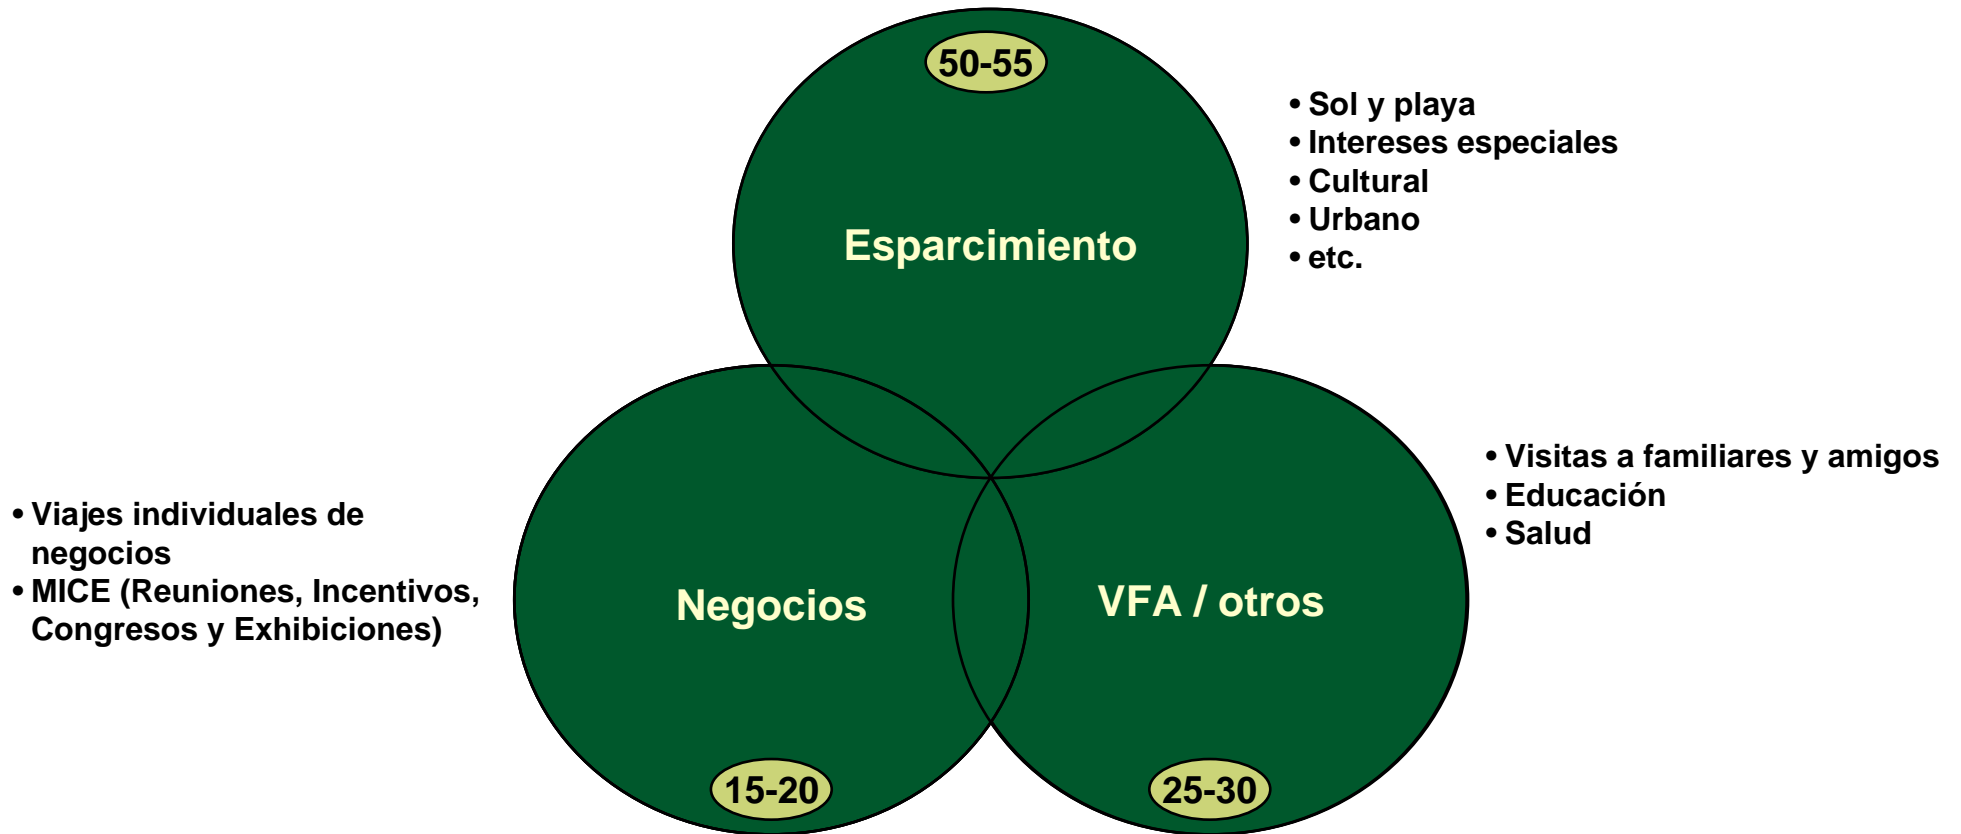 50-55
Esparcimiento
• Sol y playa
• Intereses especiales
• Cultural
• Urbano
• etc.
• Viajes individuales de
negocios
• MICE (Reuniones, Incentivos,
Congresos y Exhibiciones)
Negocios
15-20
VFA / otros
25-30
• Visitas a familiares y amigos
• Educación
• Salud